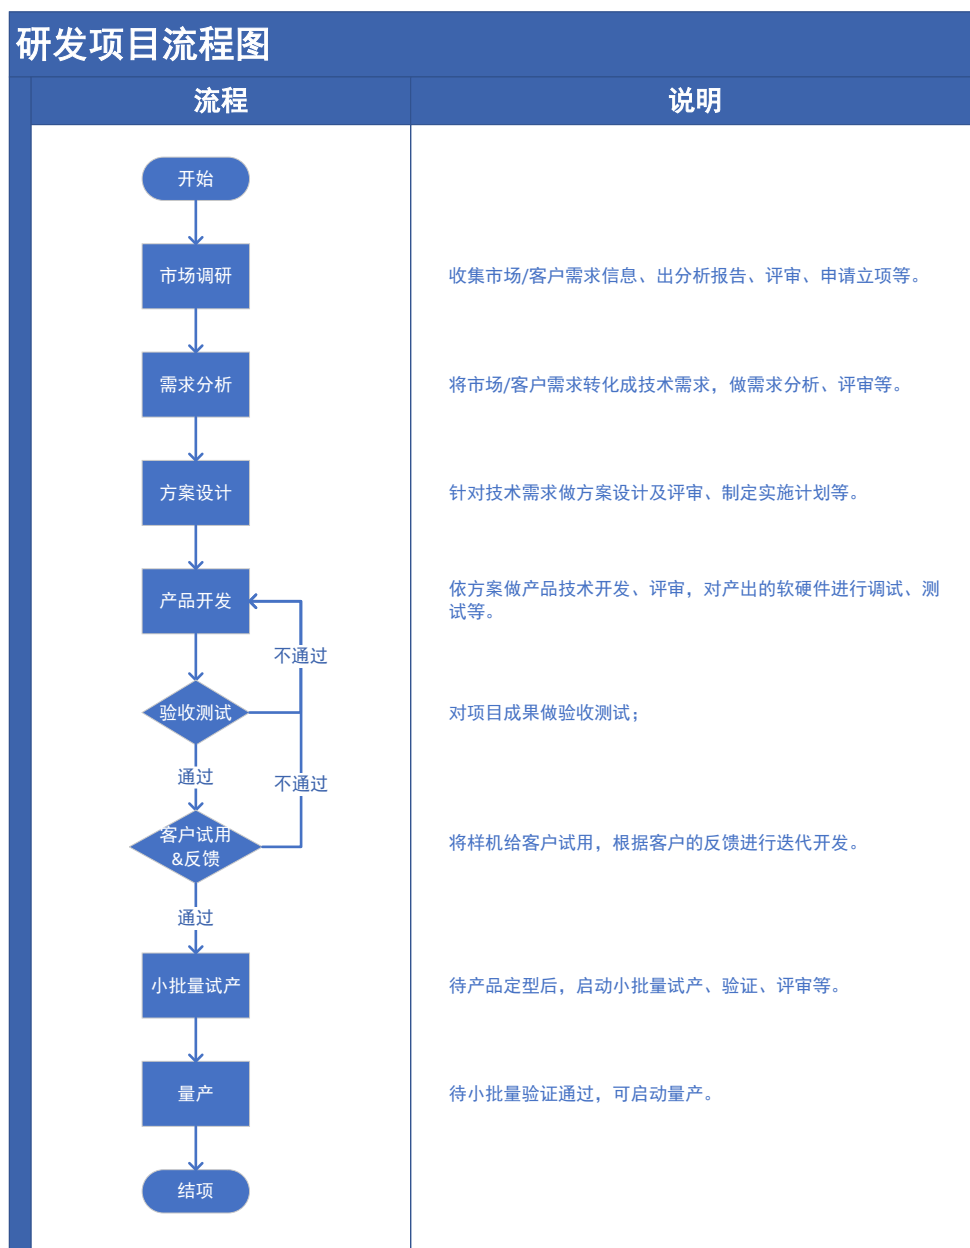 研发项目流程图
流程
说明
开始
市场调研
收集市场/客户需求信息、出分析报告、评审、申请立项等。
需求分析
将市场/客户需求转化成技术需求，做需求分析、评审等。
方案设计
针对技术需求做方案设计及评审、制定实施计划等。
产品开发
依方案做产品技术开发、评审，对产出的软硬件进行调试、测
试等。
不通过
验收测试
对项目成果做验收测试；
通过
不通过
客户试用
&反馈
将样机给客户试用，根据客户的反馈进行迭代开发。
通过
小批量试产
待产品定型后，启动小批量试产、验证、评审等。
量产
待小批量验证通过，可启动量产。
结项